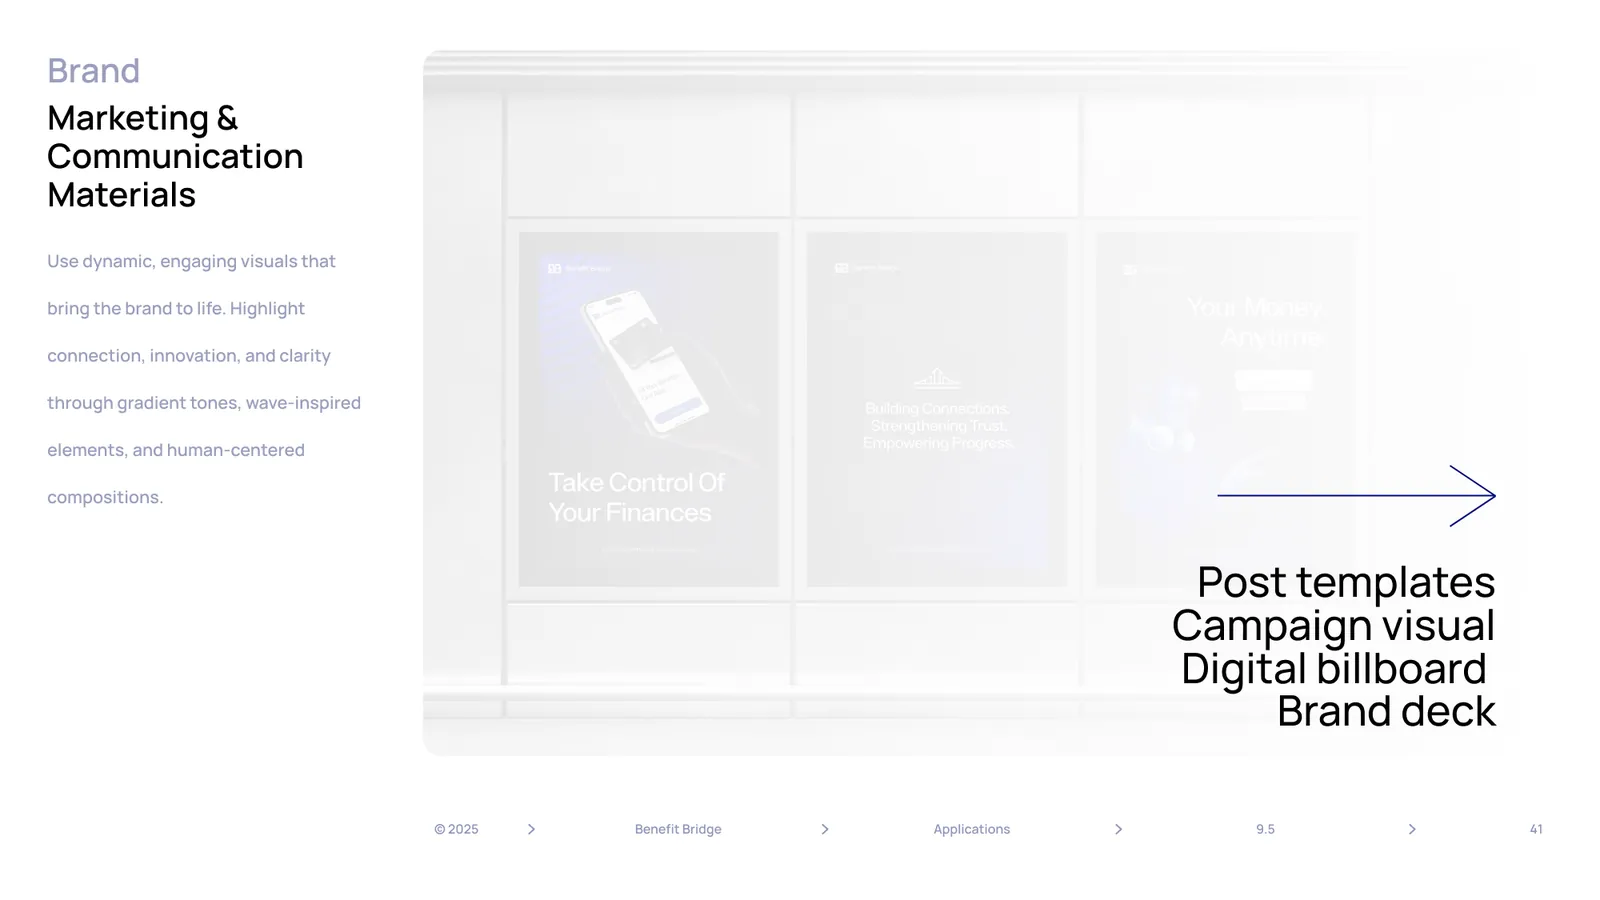 Brand
Marketing &
Communication
Materials
Use dynamic, engaging visuals that
bring the brand to life. Highlight
connection, innovation, and clarity
through gradient tones, wave-inspired
elements, and human-centered
compositions.
Take Control Of
Your Finances
Building Connections.
Strengthening Trust.
Empowering Progress.
Your Money
Anytime
Post templates
Campaign visual
Digital billboard
Brand deck
© 2025
Benefit Bridge
Applications
9.5
41